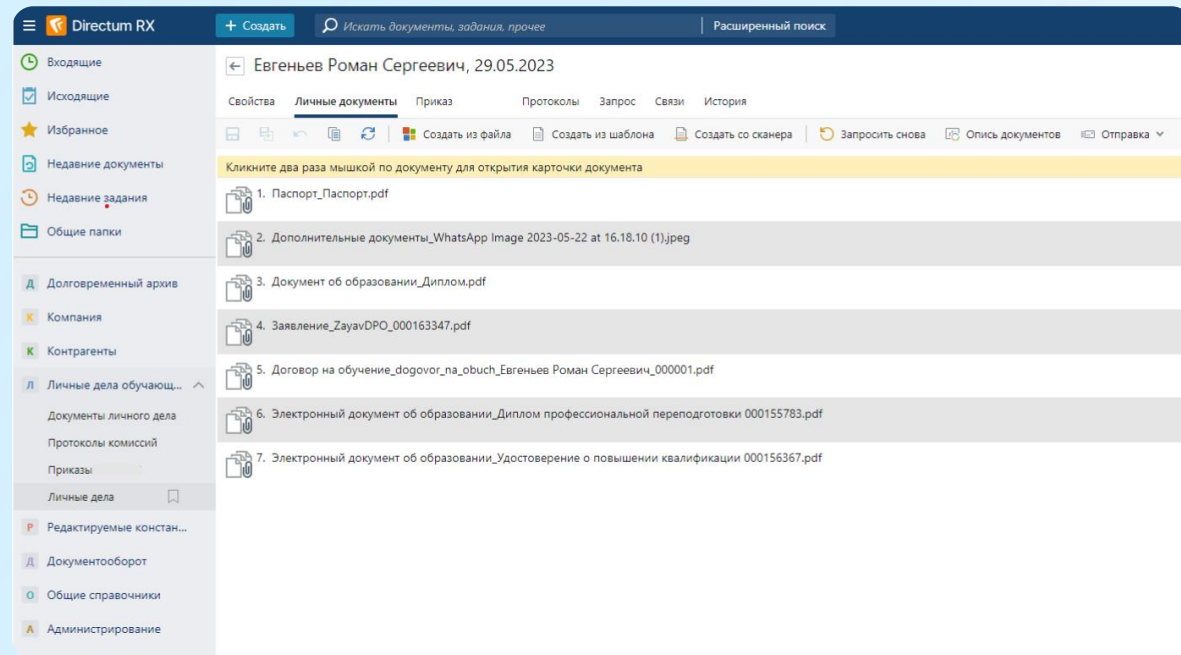 Directum RX
+ Создать
Искать документы, задания, прочее
Расширенный поиск
Входящие
Исходящие
Избранное
Недавние документы
Недавние задания
Общие папки
Д Долговременный архив
К Компания
К Контрагенты
Л Личные дела обучающ...
Документы личного дела
Протоколы комиссий
Приказы
Личные дела
Р Редактируемые констан...
Д Документооборот
О Общие справочники
А Администрирование
Евгеньев Роман Сергеевич, 29.05.2023
Свойства Личные документы Приказ Протоколы Запрос Связи История
Создать из файла Создать из шаблона Создать со сканера Запросить снова Опись документов Отправка
Кликните два раза мышкой по документу для открытия карточки документа
1. Паспорт_Паспорт.pdf
2. Дополнительные документы_WhatsApp Image 2023-05-22 at 16.18.10 (1).jpeg
3. Документ об образовании_Диплом.pdf
4. Заявление_ZayavDPO_000163347.pdf
5. Договор на обучение_dogovor_na_obuch_Евгеньев Роман Сергеевич_000001.pdf
6. Электронный документ об образовании_Диплом профессиональной переподготовки 000155783.pdf
7. Электронный документ об образовании_Удостоверение о повышении квалификации 000156367.pdf